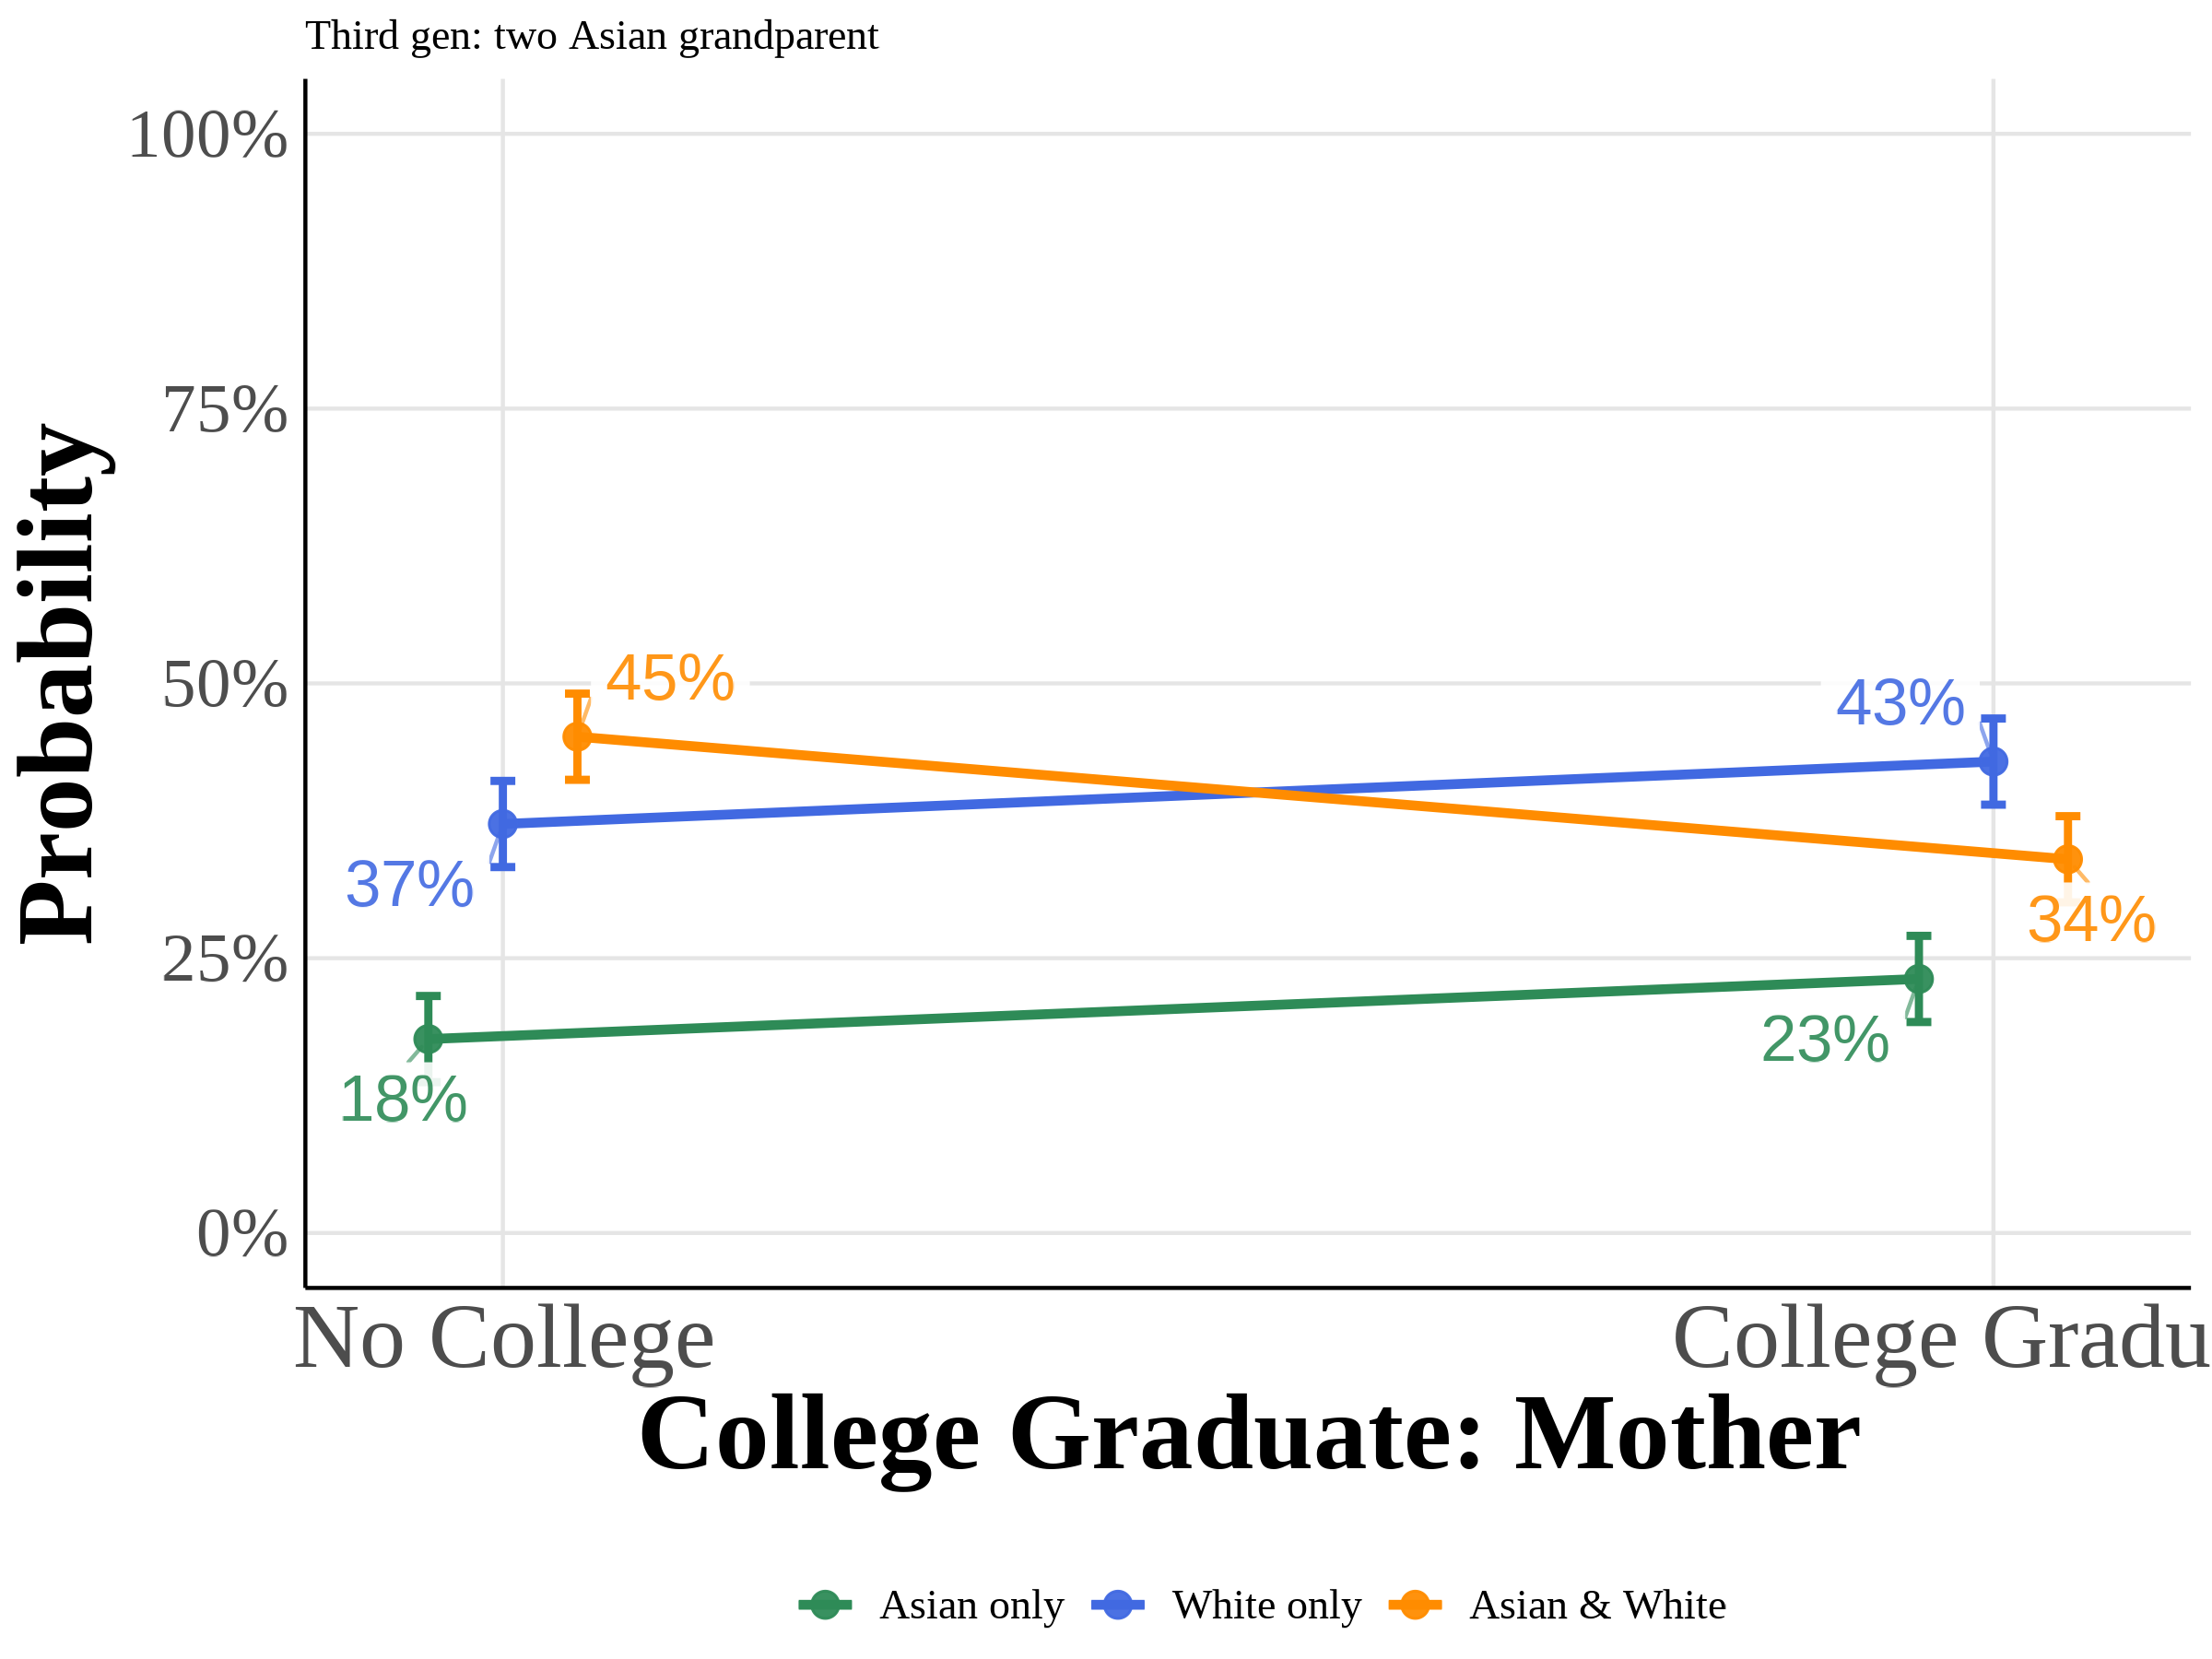 Third gen: two Asian grandparent
100%
75%
50%
25%
0%
Probability
45%
43%
37%
34%
23%
18%
No College
College Gradu
College Graduate: Mother
Asian only
White only
Asian & White